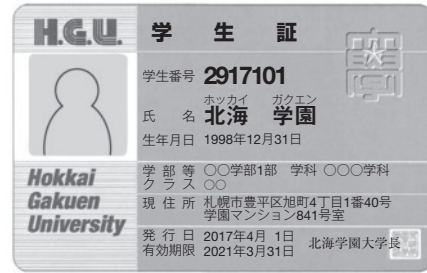 H.G.U.
学生証
学生番号 2917101
ホッカイ ガクエン
氏名 北海 学園
生年月日 1998年12月31日
Hokkai
Gakuen
University
学部等 ○○学部1部 学科 ○○○学科
クラス ○○
現住所 札幌市豊平区旭町4丁目1番40号
学園マンション841号室
発行日 2017年4月 1日
有効期限 2021年3月31日
北海学園大学長